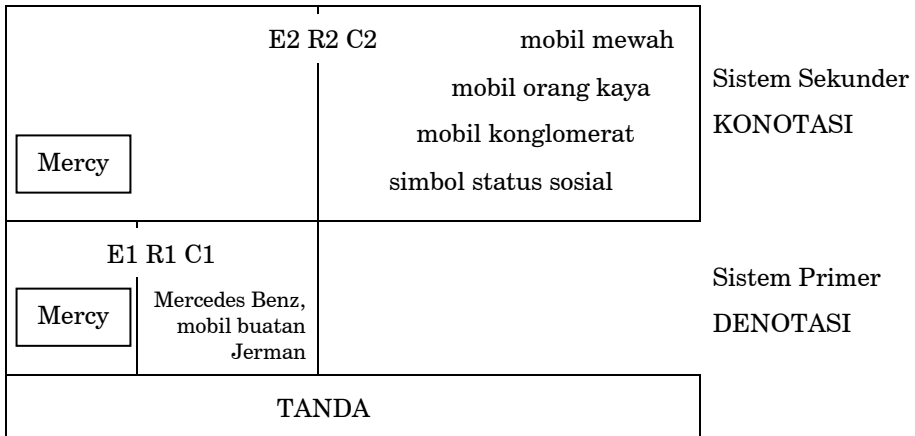 E2 R2 C2 mobil mewah
mobil orang kaya
mobil konglomerat
simbol status sosial
Mercy
Sistem Sekunder
KONOTASI
E1 R1 C1
Mercy
Mercedes Benz,
mobil buatan
Jerman
Sistem Primer
DENOTASI
TANDA